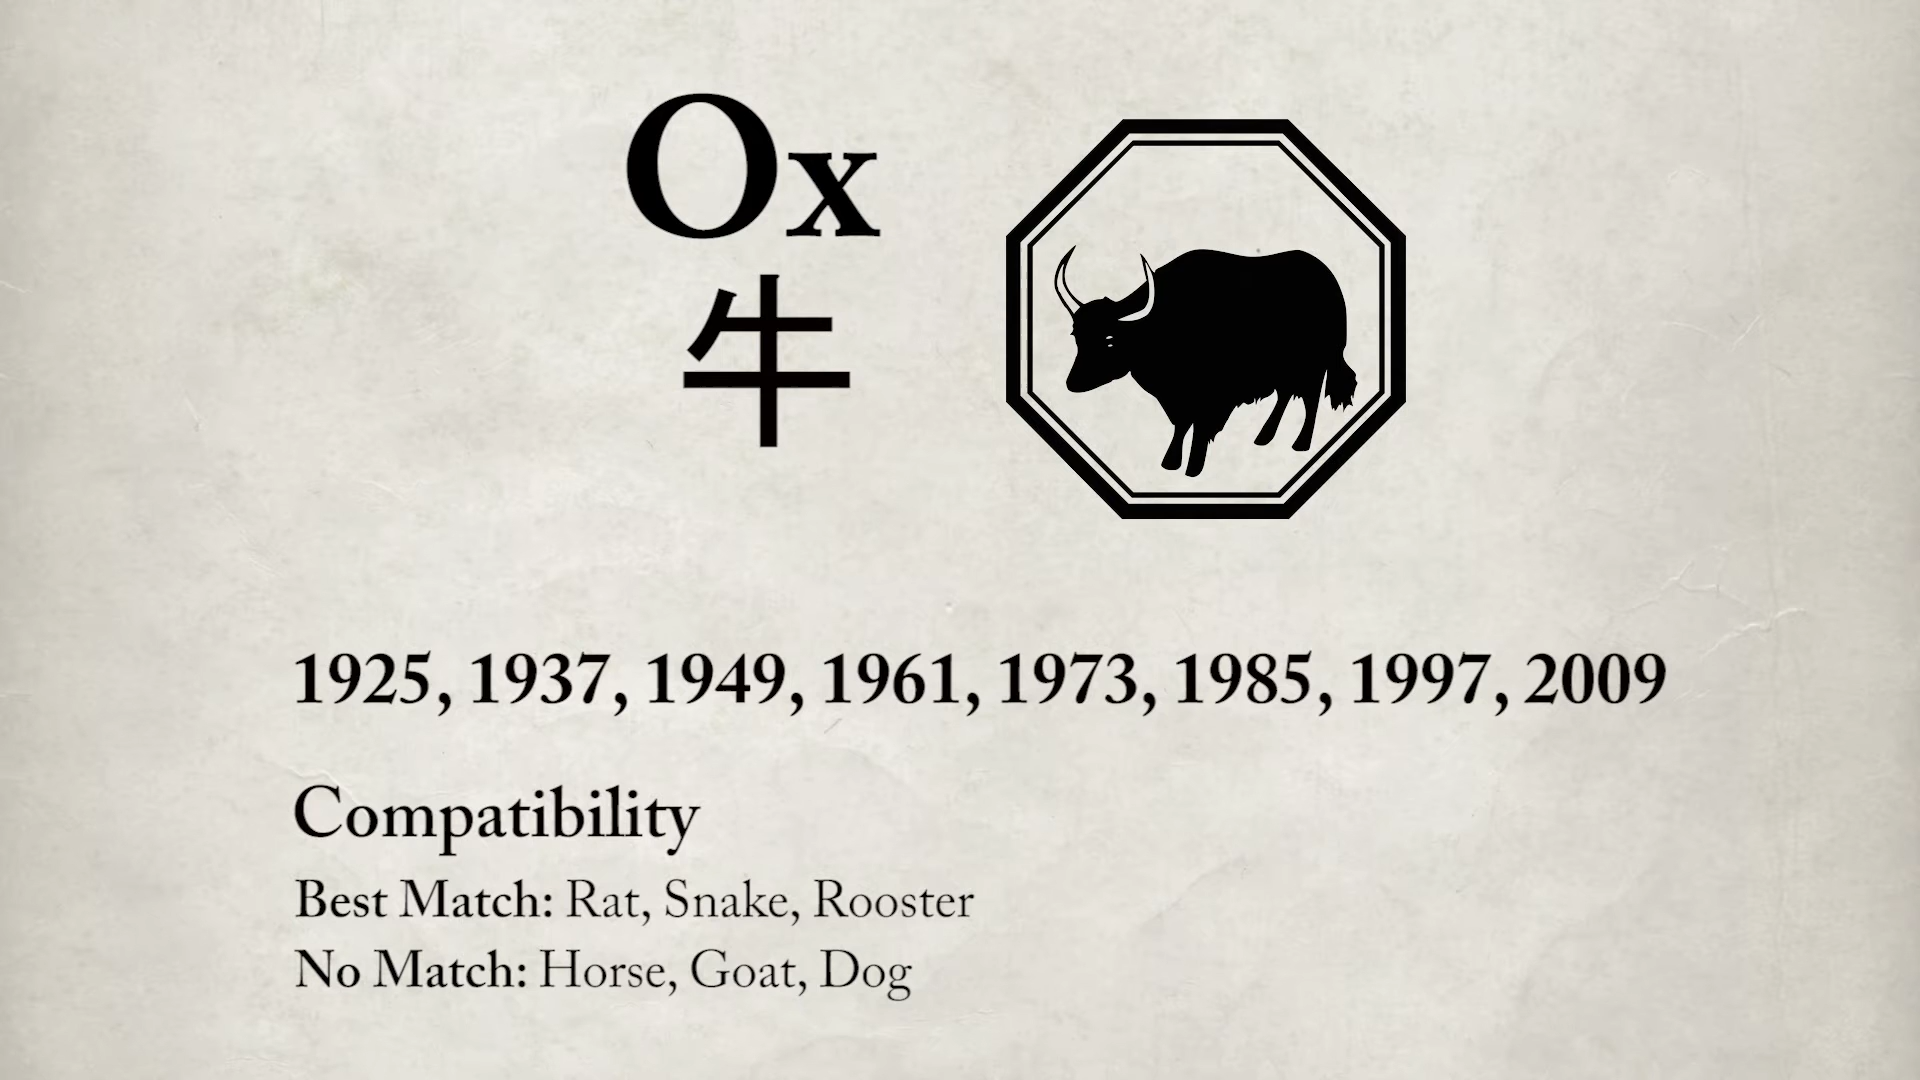 Ox
牛
1925, 1937, 1949, 1961, 1973, 1985, 1997, 2009
Compatibility
Best Match: Rat, Snake, Rooster
No Match: Horse, Goat, Dog